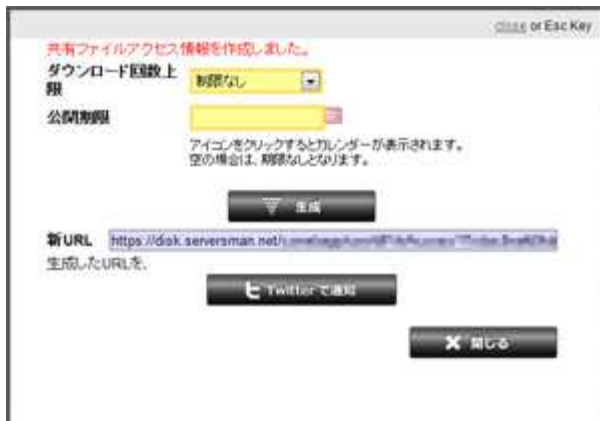 close or Esc Key
共有ファイルアクセス情報を作成しました。
ダウンロード回数上
限
制限なし
公開期限
アイコンをクリックするとカレンダーが表示されます。
空の場合は、期限なしとなります。
生成
新URL https://disk.serversman.net/
生成したURLを、
Twitterで通知
閉じる